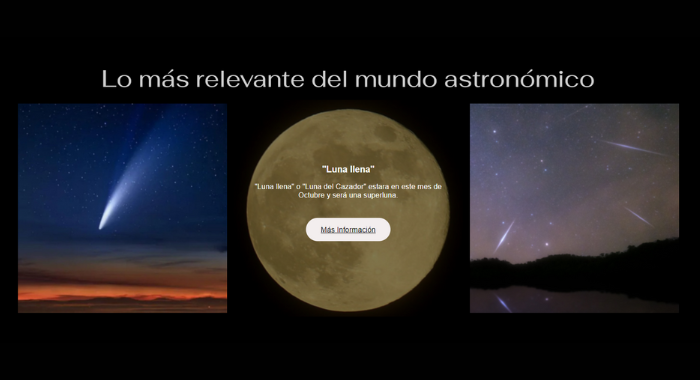 Lo más relevante del mundo astronómico
"Luna llena"
"Luna llena" o "Luna del Cazador" estara en este mes de
Octubre y será una superluna.
Más Información